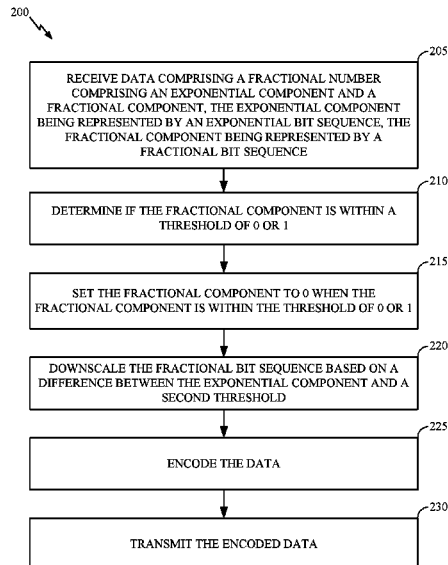 200
205
RECEIVE DATA COMPRISING A FRACTIONAL NUMBER
COMPRISING AN EXPONENTIAL COMPONENT AND A
FRACTIONAL COMPONENT, THE EXPONENTIAL COMPONENT
BEING REPRESENTED BY AN EXPONENTIAL BIT SEQUENCE, THE
FRACTIONAL COMPONENT BEING REPRESENTED BY A
FRACTIONAL BIT SEQUENCE
210
DETERMINE IF THE FRACTIONAL COMPONENT IS WITHIN A
THRESHOLD OF 0 OR 1
215
SET THE FRACTIONAL COMPONENT TO 0 WHEN THE
FRACTIONAL COMPONENT IS WITHIN THE THRESHOLD OF 0 OR 1
220
DOWNSCALE THE FRACTIONAL BIT SEQUENCE BASED ON A
DIFFERENCE BETWEEN THE EXPONENTIAL COMPONENT AND A
SECOND THRESHOLD
225
ENCODE THE DATA
230
TRANSMIT THE ENCODED DATA